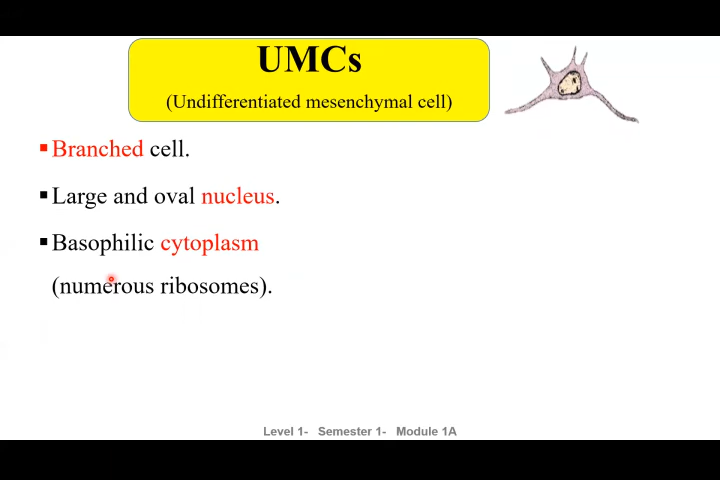 UMCs
(Undifferentiated mesenchymal cell)
▪ Branched cell.
▪ Large and oval nucleus.
▪ Basophilic cytoplasm
(numerous ribosomes).
Level 1- Semester 1- Module 1A